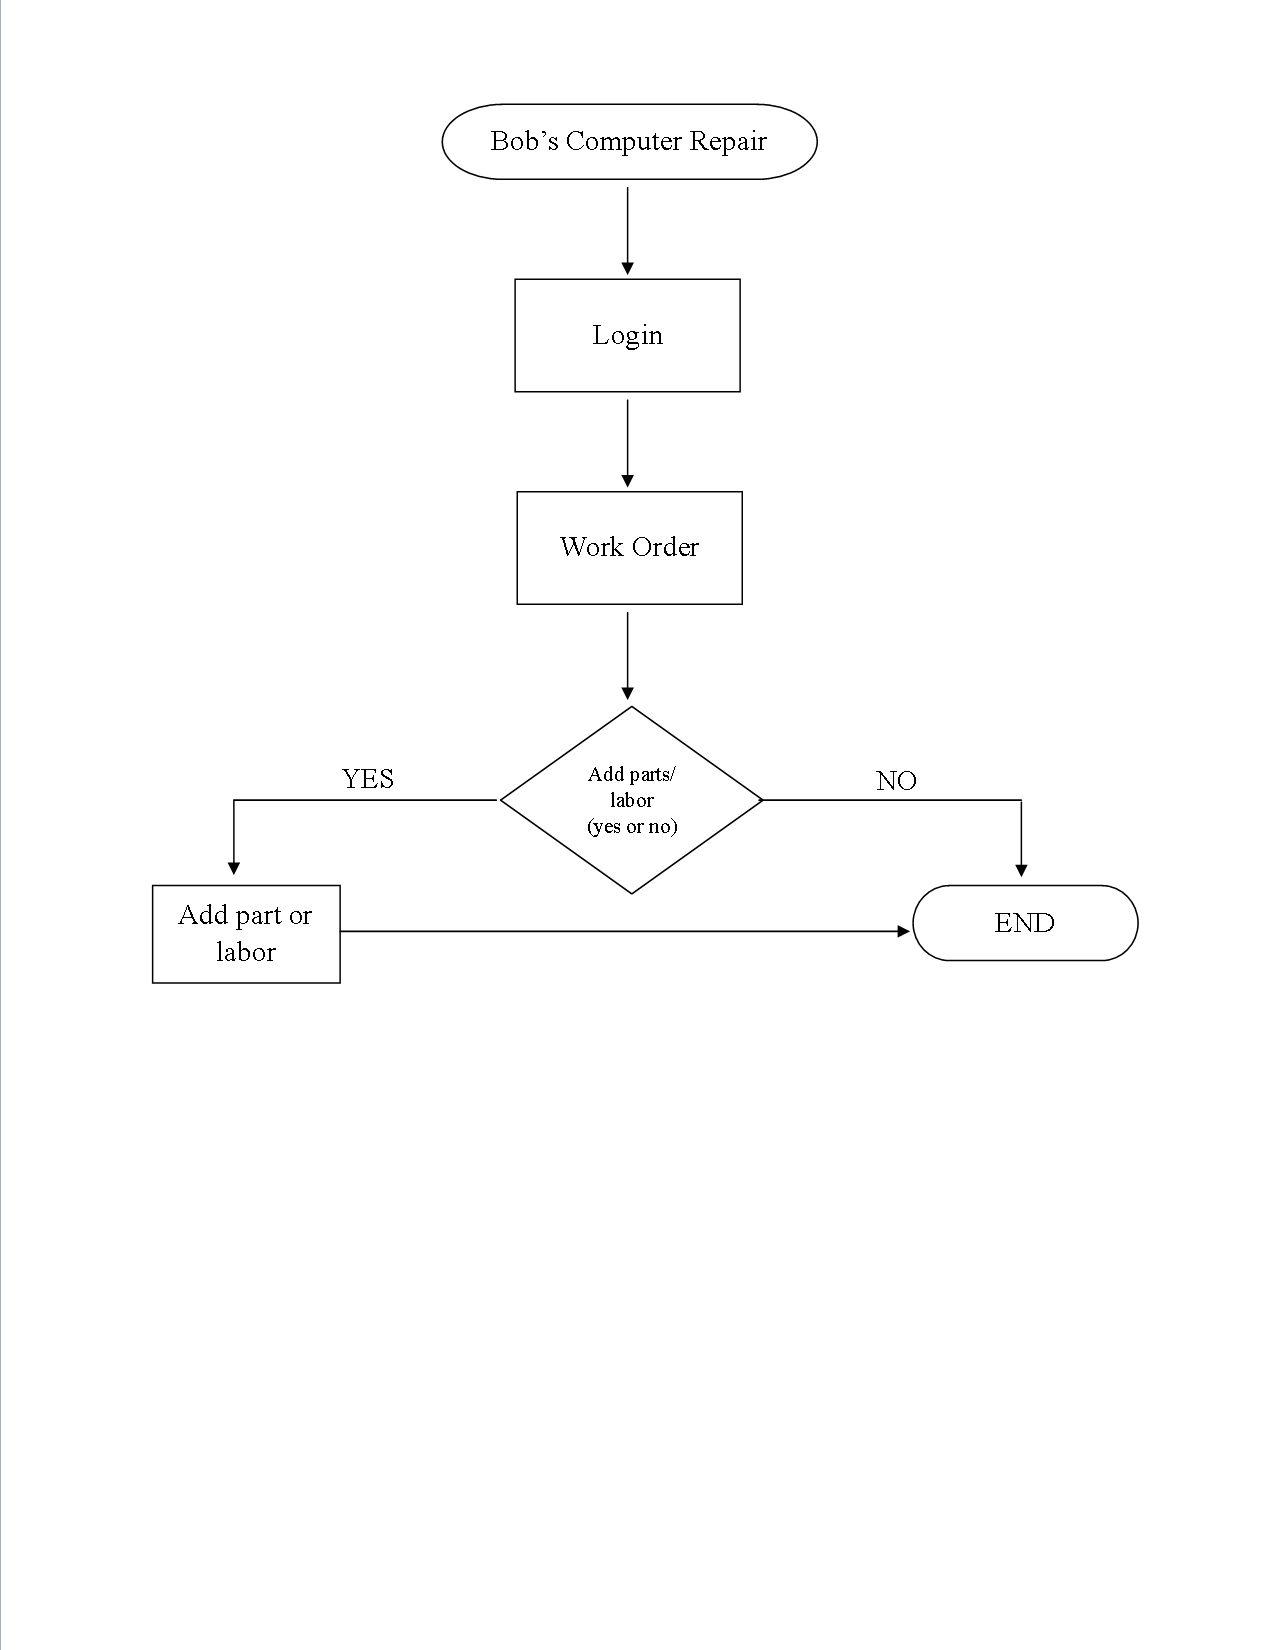 Bob’s Computer Repair
Login
Work Order
Add parts/
labor
(yes or no)
YES
NO
Add part or
labor
END